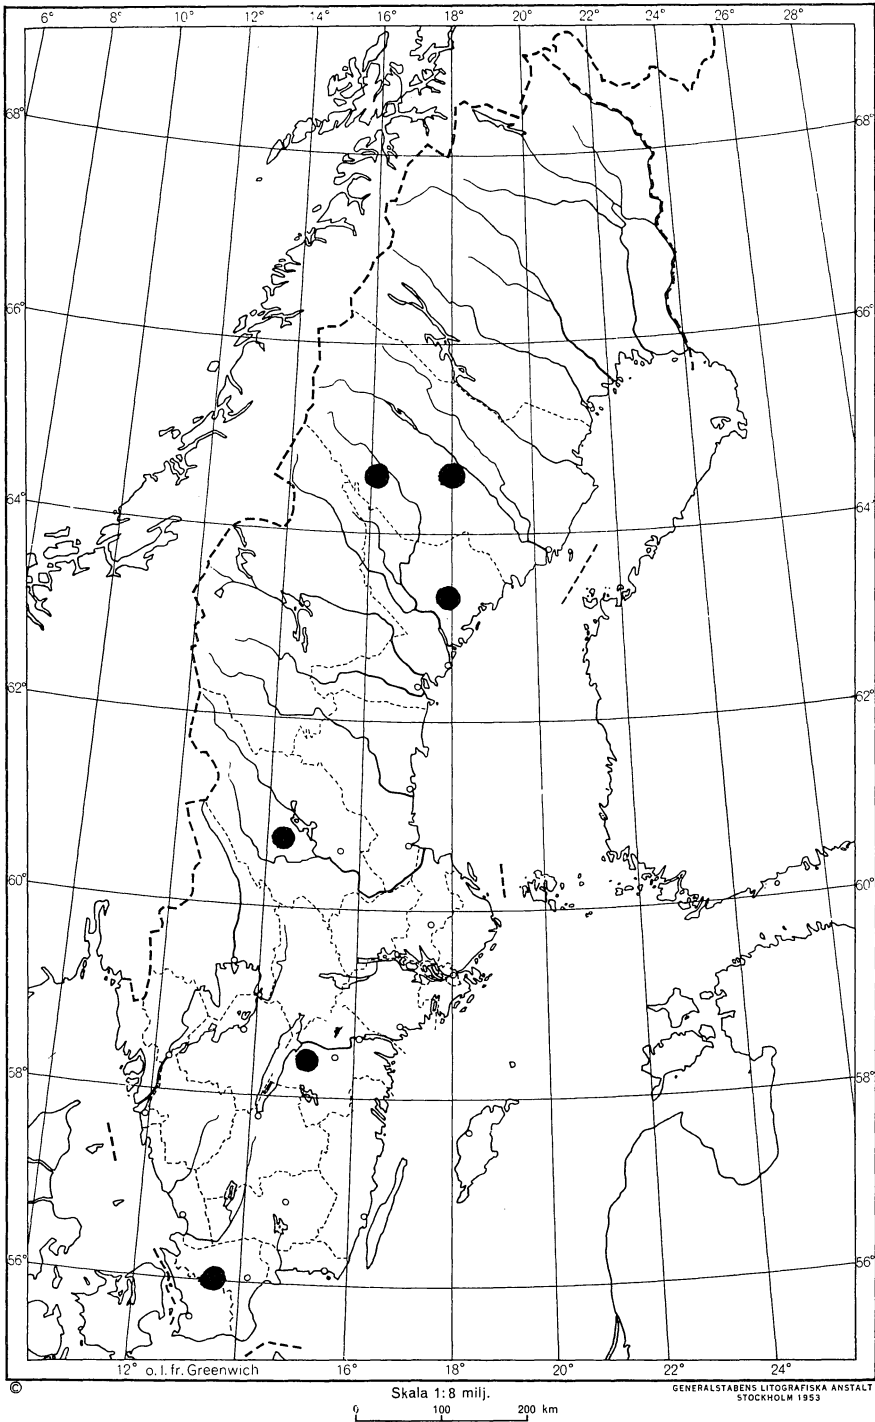 6° 8° 10° 12° 14° 16° 18° 20° 22° 24° 26° 28°
68° 68°
66° 66°
64° 64°
62° 62°
60° 60°
58° 58°
56° 56°
12° o. l. fr. Greenwich 16° 18° 20° 22° 24°
© Skala 1:8 milj. GENERALSTABENS LITOGRAFISKA ANSTALT
STOCKHOLM 1953
0 100 200 km